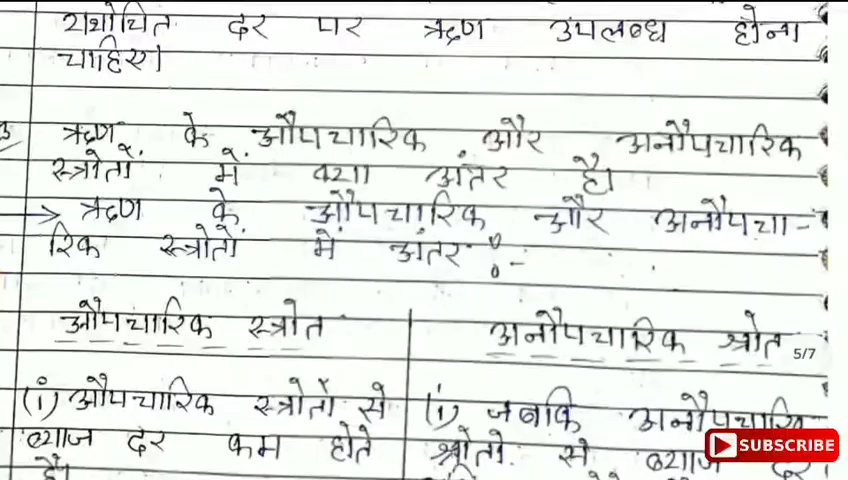 यथोचित दर पर ऋण उपलब्ध होना
चाहिए।
ऋण के औपचारिक और अनौपचारिक
स्त्रोतों में क्या अंतर है।
→ ऋण के औपचारिक और अनौपचा-
रिक स्त्रोतों में अंतर :-
औपचारिक स्त्रोत
अनौपचारिक श्रोत
5/7
(i) औपचारिक स्त्रोतों से
ब्याज दर कम होते
है।
(i) जबकि अनौपचारिक
श्रोतो से ब्याज दर
SUBSCRIBE